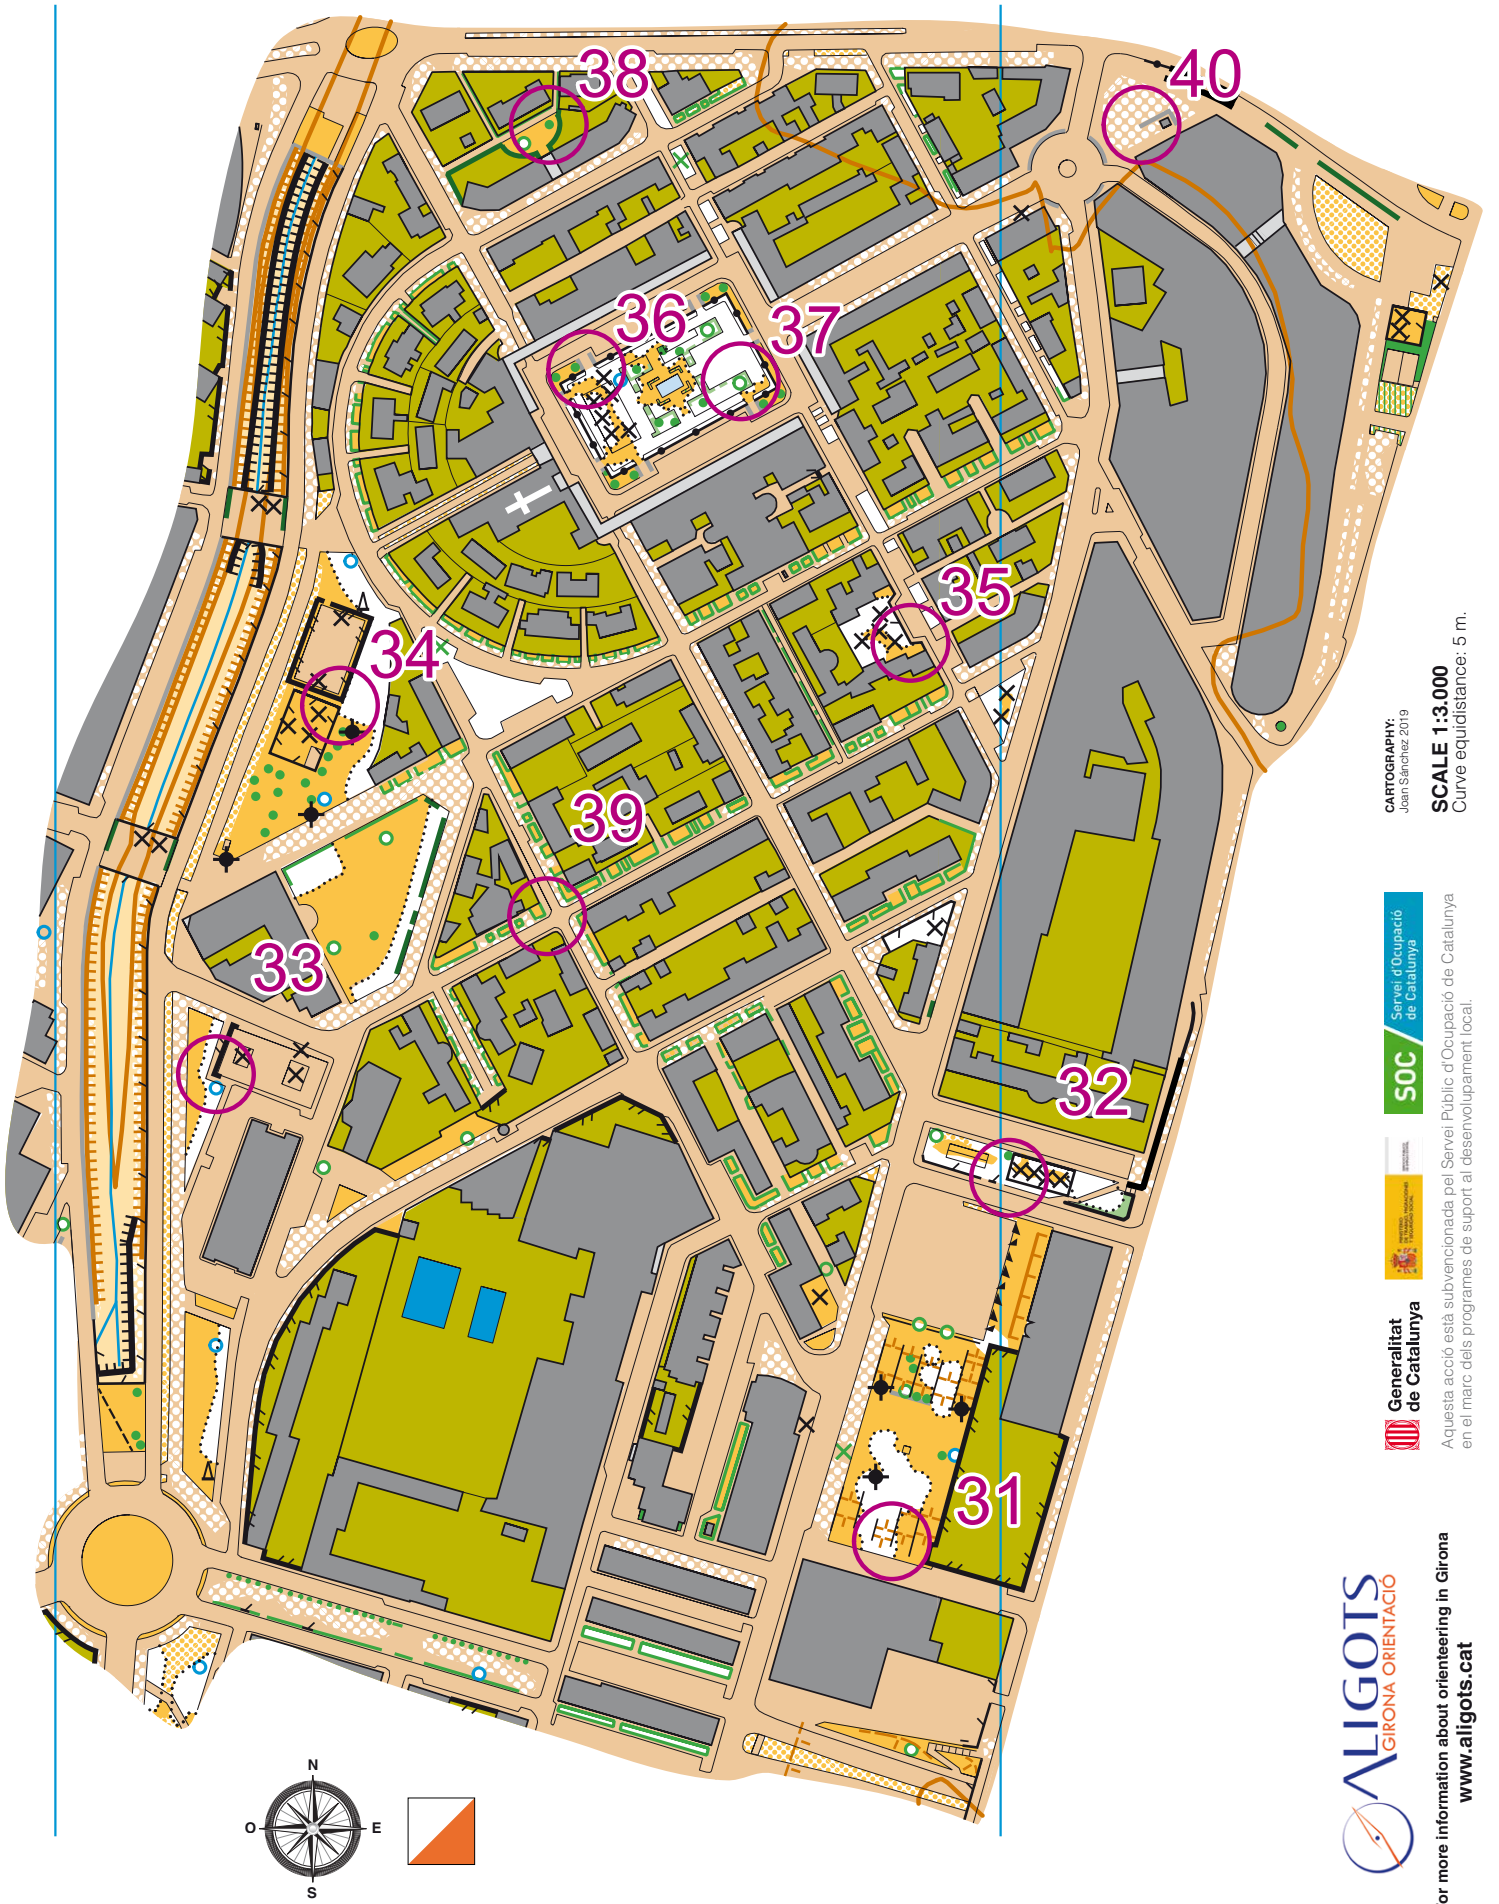 38
40
36
37
35
34
39
33
32
31
N
O
E
S
CARTOGRAPHY:
Joan Sánchez 2019
SCALE 1:3.000
Curve equidistance: 5 m.
SOC
Servei d'Ocupació
de Catalunya
Generalitat
de Catalunya
Aquesta acció està subvencionada pel Servei Públic d'Ocupació de Catalunya
en el marc dels programes de suport al desenvolupament local.
ALIGOTS
GIRONA ORIENTACIÓ
or more information about orienteering in Girona
www.aligots.cat